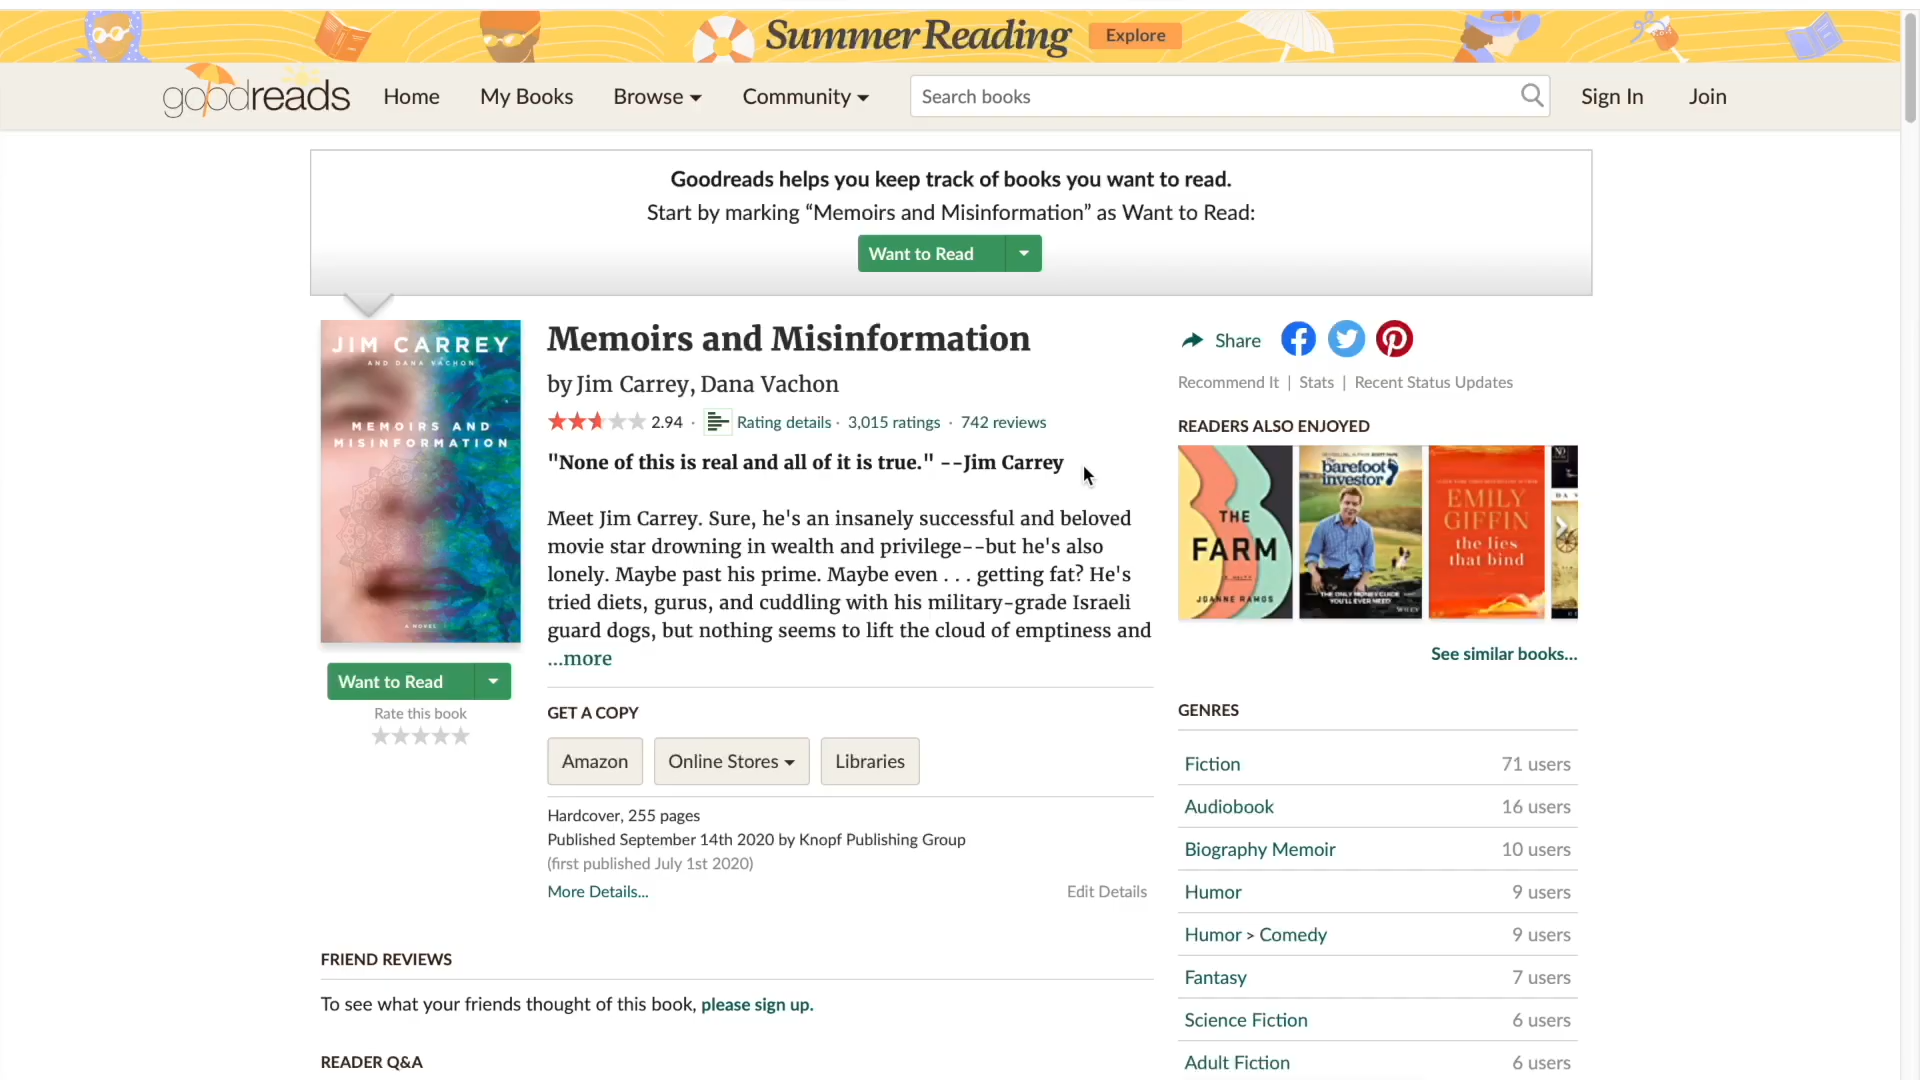 Summer Reading Explore
goodreads Home My Books Browse Community Search books Sign In Join
Goodreads helps you keep track of books you want to read.
Start by marking “Memoirs and Misinformation” as Want to Read:
Want to Read
JIM CARREY
AND DANA VACHON
MEMOIRS AND
MISINFORMATION
A NOVEL
Want to Read
Rate this book
Memoirs and Misinformation
by Jim Carrey, Dana Vachon
2.94 · Rating details · 3,015 ratings · 742 reviews
"None of this is real and all of it is true." --Jim Carrey
Meet Jim Carrey. Sure, he's an insanely successful and beloved
movie star drowning in wealth and privilege--but he's also
lonely. Maybe past his prime. Maybe even . . . getting fat? He's
tried diets, gurus, and cuddling with his military-grade Israeli
guard dogs, but nothing seems to lift the cloud of emptiness and
...more
GET A COPY
Amazon Online Stores Libraries
Hardcover, 255 pages
Published September 14th 2020 by Knopf Publishing Group
(first published July 1st 2020)
More Details... Edit Details
FRIEND REVIEWS
To see what your friends thought of this book, please sign up.
READER Q&A
Share
Recommend It | Stats | Recent Status Updates
READERS ALSO ENJOYED
THE
FARM
JOANNE RAMOS
the
barefoot
investor
THE ONLY MONEY GUIDE
YOU'LL EVER NEED
WILEY
EMILY
GIFFIN
the lies
that bind
See similar books…
GENRES
Fiction 71 users
Audiobook 16 users
Biography Memoir 10 users
Humor 9 users
Humor > Comedy 9 users
Fantasy 7 users
Science Fiction 6 users
Adult Fiction 6 users